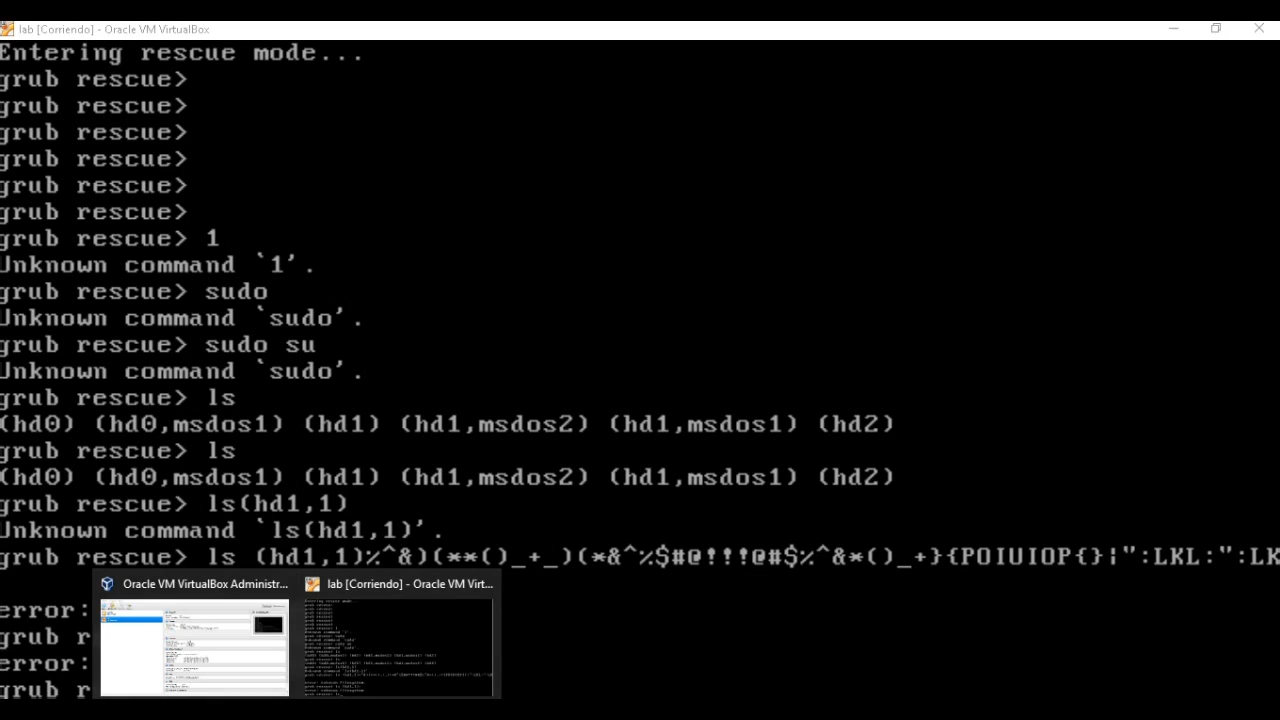 lab [Corriendo] - Oracle VM VirtualBox
Entering rescue mode...
grub rescue>
grub rescue>
grub rescue>
grub rescue>
grub rescue>
grub rescue>
grub rescue> 1
Unknown command `1'.
grub rescue> sudo
Unknown command `sudo'.
grub rescue> sudo su
Unknown command `sudo'.
grub rescue> ls
(hd0) (hd0,msdos1) (hd1) (hd1,msdos2) (hd1,msdos1) (hd2)
grub rescue> ls
(hd0) (hd0,msdos1) (hd1) (hd1,msdos2) (hd1,msdos1) (hd2)
grub rescue> ls(hd1,1)
Unknown command `ls(hd1,1)'.
grub rescue> ls (hd1,1)%^&)(**()_+_)(*&^%$#@!!!@#$%^&*()_+}{POIUIOP{}|":LKL:":LK
Oracle VM VirtualBox Administr...
lab [Corriendo] - Oracle VM Virt...